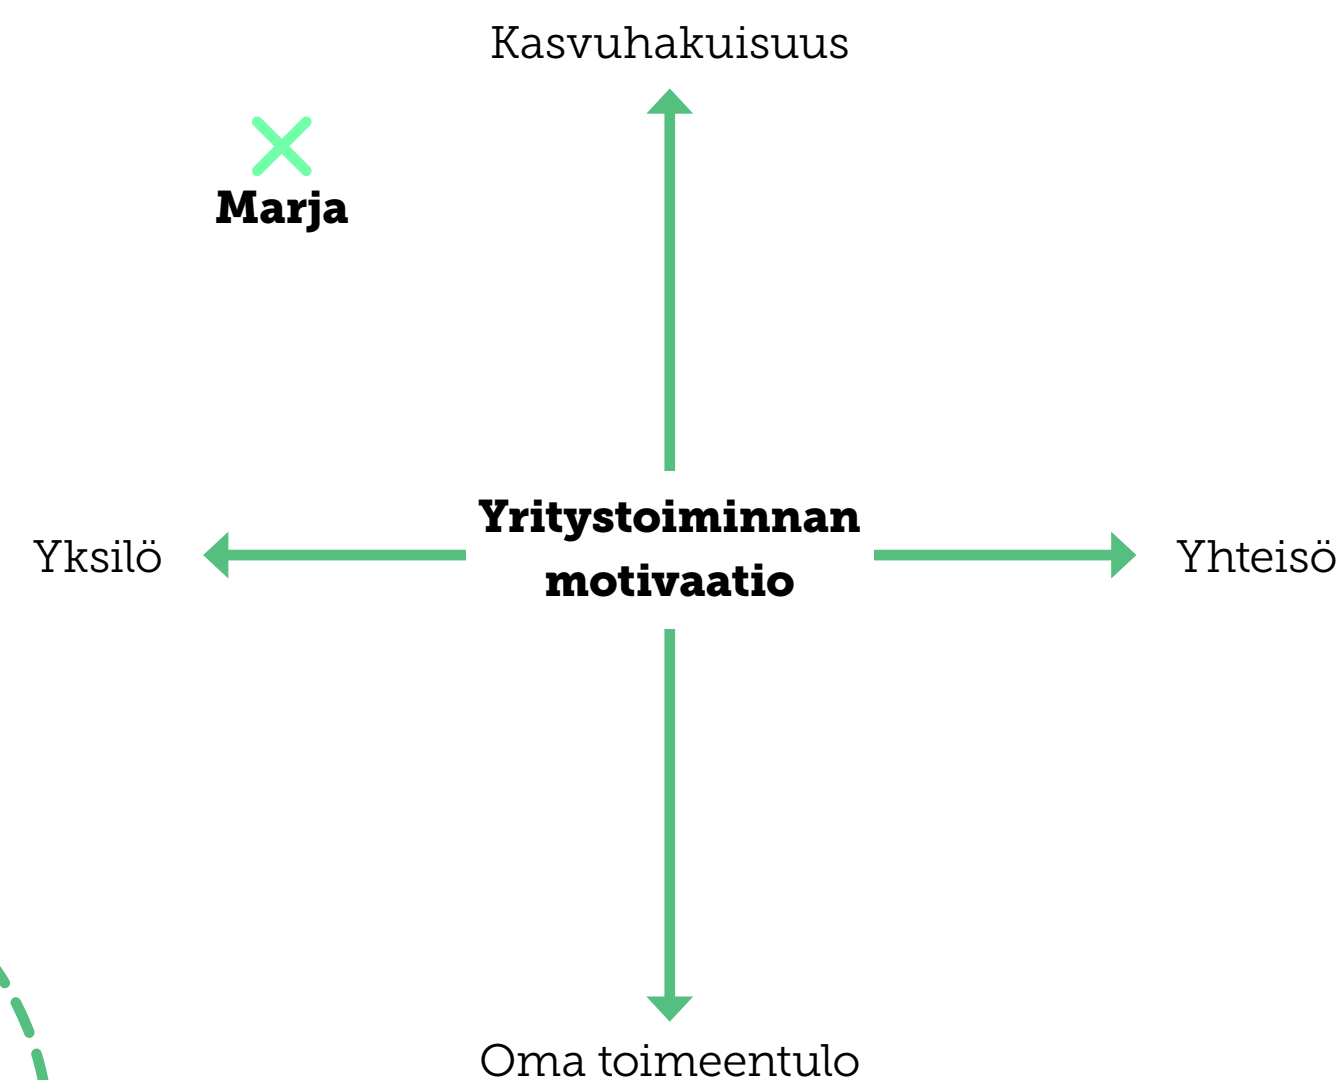 Kasvuhakuisuus
Marja
Yritystoiminnan
motivaatio
Yksilö
Yhteisö
Oma toimeentulo